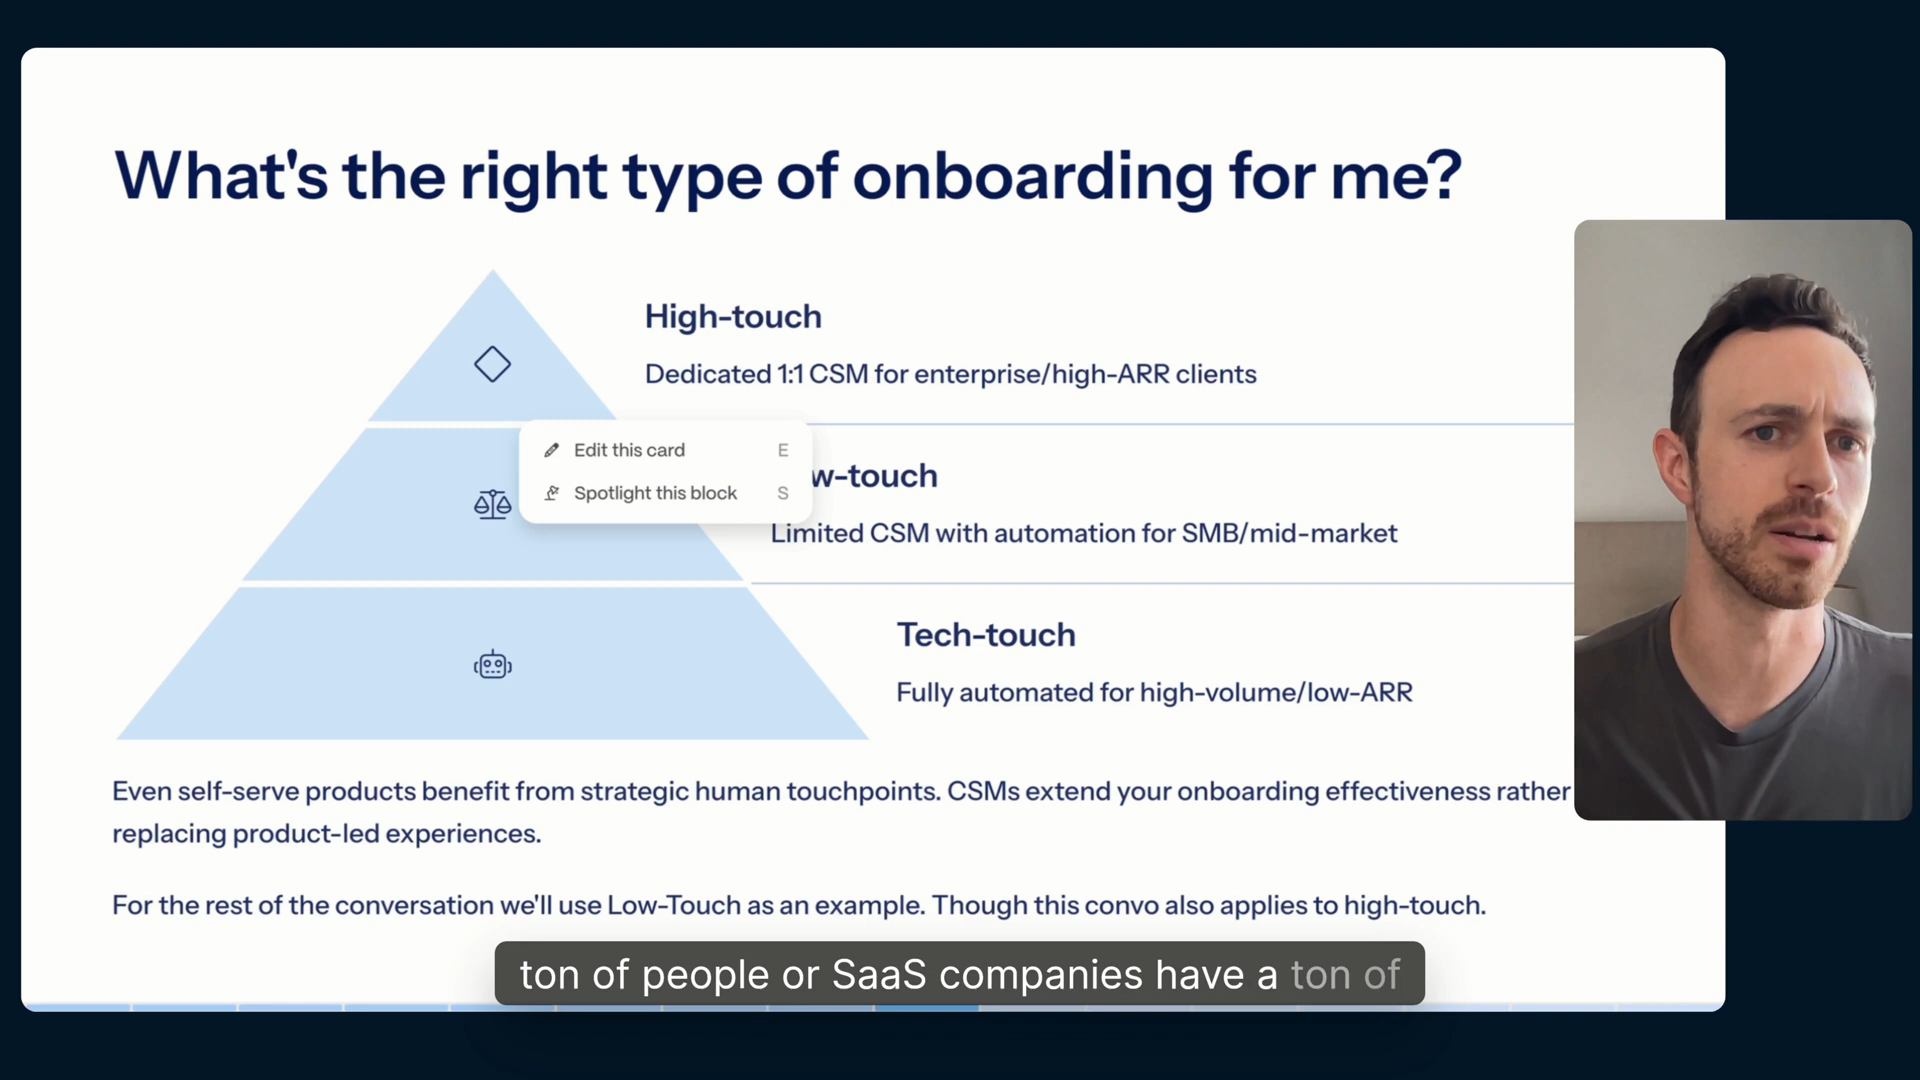 What's the right type of onboarding for me?
High-touch
Dedicated 1:1 CSM for enterprise/high-ARR clients
Edit this card E
Spotlight this block S
w-touch
Limited CSM with automation for SMB/mid-market
Tech-touch
Fully automated for high-volume/low-ARR
Even self-serve products benefit from strategic human touchpoints. CSMs extend your onboarding effectiveness rather
replacing product-led experiences.
For the rest of the conversation we'll use Low-Touch as an example. Though this convo also applies to high-touch.
ton of people or SaaS companies have a ton of